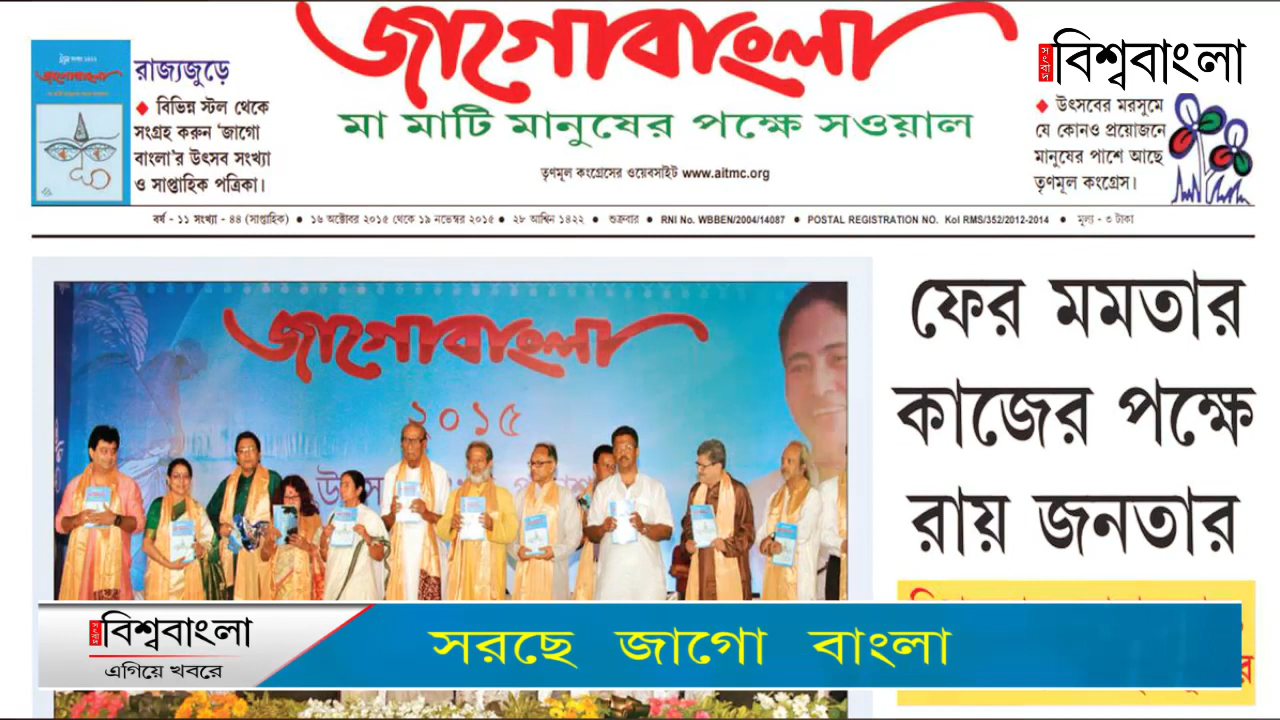 জাগোবাংলা
মা মাটি মানুষের পক্ষে সওয়াল
তৃণমূল কংগ্রেসের ওয়েবসাইট www.aitmc.org
জাগোবাংলা
রাজ্যজুড়ে
◆ বিভিন্ন স্টল থেকে
সংগ্রহ করুন ‘জাগো
বাংলা’র উৎসব সংখ্যা
ও সাপ্তাহিক পত্রিকা।
বিশ্ববাংলা
◆ উৎসবের মরসুমে
যে কোনও প্রয়োজনে
মানুষের পাশে আছে
তৃণমূল কংগ্রেস।
বর্ষ - ১১ সংখ্যা - ৪৪ (সাপ্তাহিক) ● ১৬ অক্টোবর ২০১৫ থেকে ১৯ নভেম্বর ২০১৫ ● ২৮ আশ্বিন ১৪২২ ● শুক্রবার ● RNI No. WBBEN/2004/14087 ● POSTAL REGISTRATION NO. Kol RMS/352/2012-2014 ● মূল্য - ৩ টাকা
জাগোবাংলা
২০১৫
ফের মমতার
কাজের পক্ষে
রায় জনতার
বিশ্ববাংলা
এগিয়ে খবরে
সরছে জাগো বাংলা